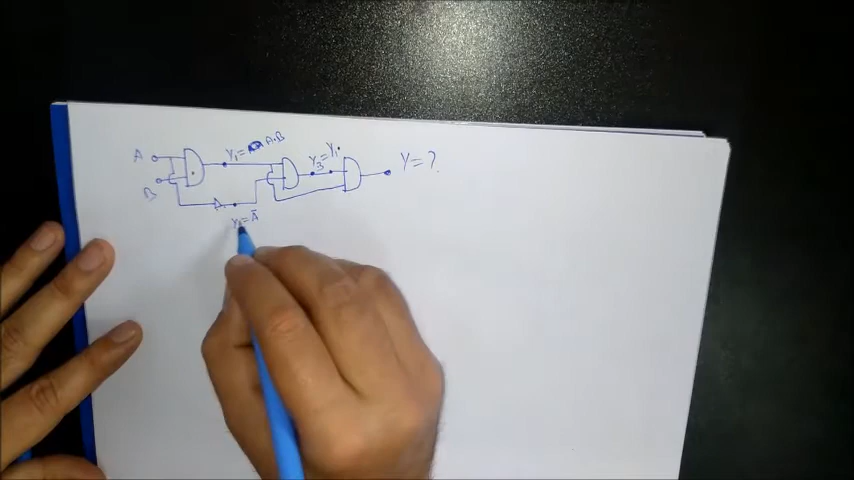 A
B
Y₁ = A·B
Y₂ = Ā
Y₃ = Y₁·
Y = ?